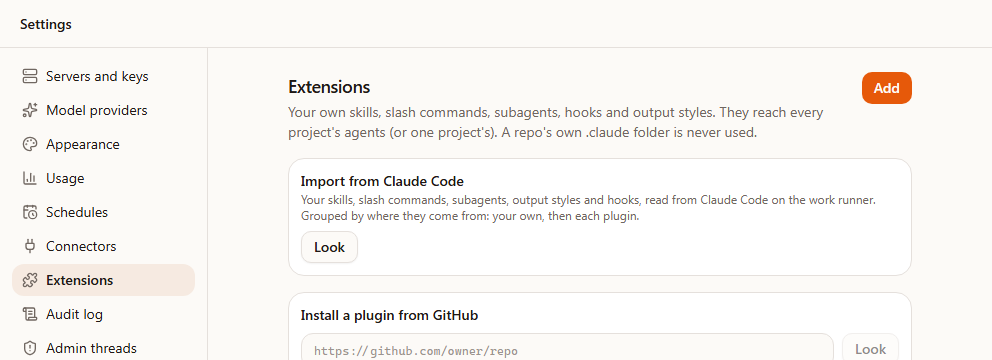 Settings
Servers and keys
Model providers
Appearance
Usage
Schedules
Connectors
Extensions
Audit log
Admin threads
Extensions
Add
Your own skills, slash commands, subagents, hooks and output styles. They reach every
project's agents (or one project's). A repo's own .claude folder is never used.
Import from Claude Code
Your skills, slash commands, subagents, output styles and hooks, read from Claude Code on the work runner.
Grouped by where they come from: your own, then each plugin.
Look
Install a plugin from GitHub
https://github.com/owner/repo
Look